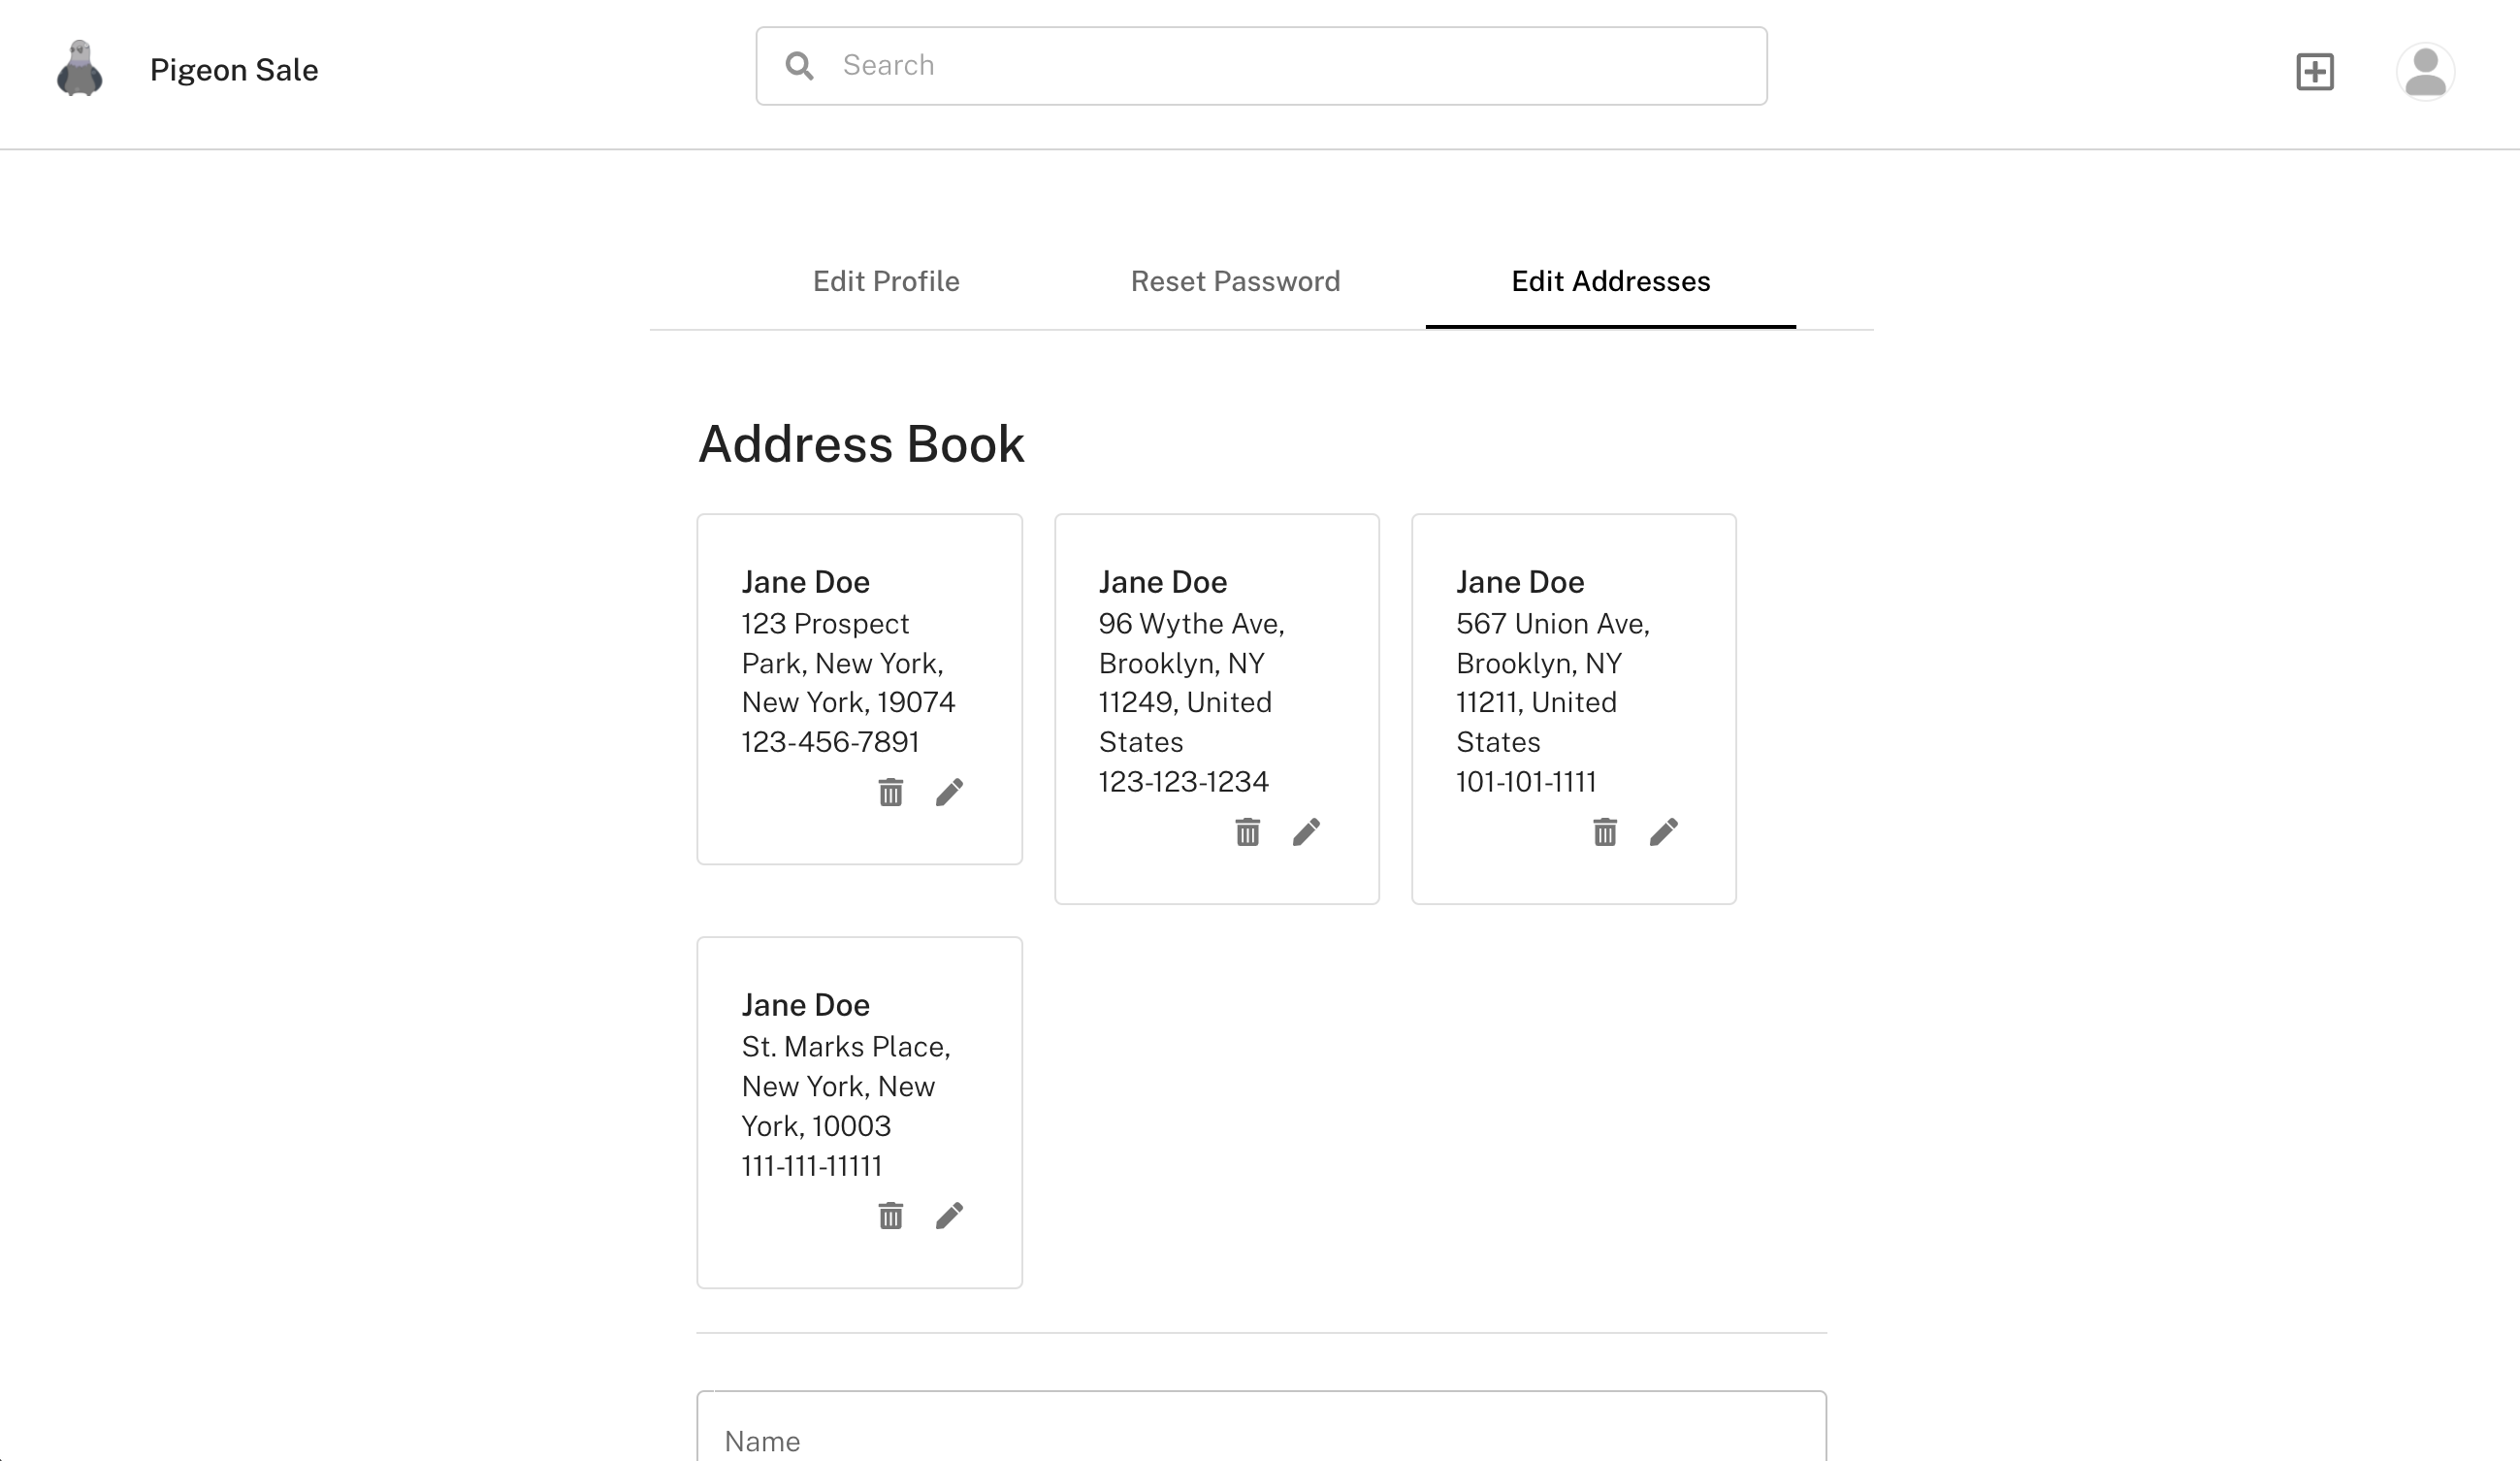 Pigeon Sale
Search
Edit Profile
Reset Password
Edit Addresses
Address Book
Jane Doe
123 Prospect
Park, New York,
New York, 19074
123-456-7891
Jane Doe
96 Wythe Ave,
Brooklyn, NY
11249, United
States
123-123-1234
Jane Doe
567 Union Ave,
Brooklyn, NY
11211, United
States
101-101-1111
Jane Doe
St. Marks Place,
New York, New
York, 10003
111-111-11111
Name